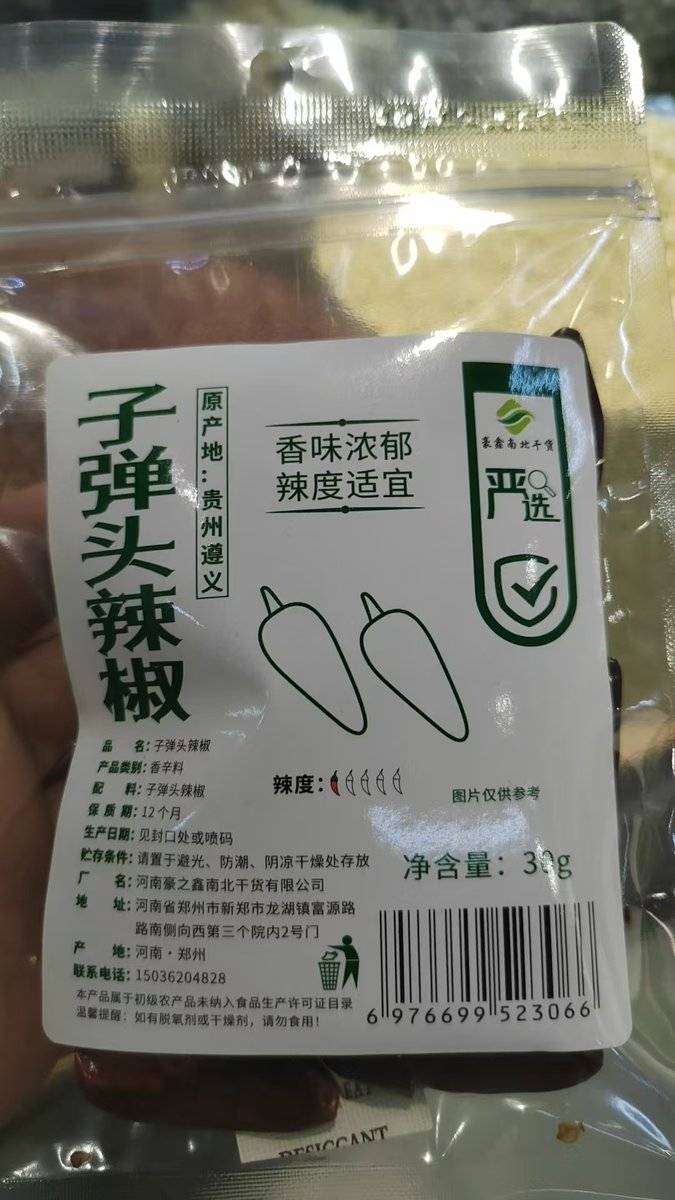 子弹头辣椒
原产地：贵州遵义
香味浓郁
辣度适宜
豪鑫南北干货
严选
辣度：
图片仅供参考
品 名：子弹头辣椒
产品类别：香辛料
配 料：子弹头辣椒
保 质 期：12个月
生产日期：见封口处或喷码
贮存条件：请置于避光、防潮、阴凉干燥处存放
净含量：30g
厂 名：河南豪之鑫南北干货有限公司
地 址：河南省郑州市新郑市龙湖镇富源路
路南侧向西第三个院内2号门
产 地：河南·郑州
联系电话：15036204828
本产品属于初级农产品未纳入食品生产许可证目录
温馨提醒：如有脱氧剂或干燥剂，请勿食用！
6 976699 523066
DESICCANT